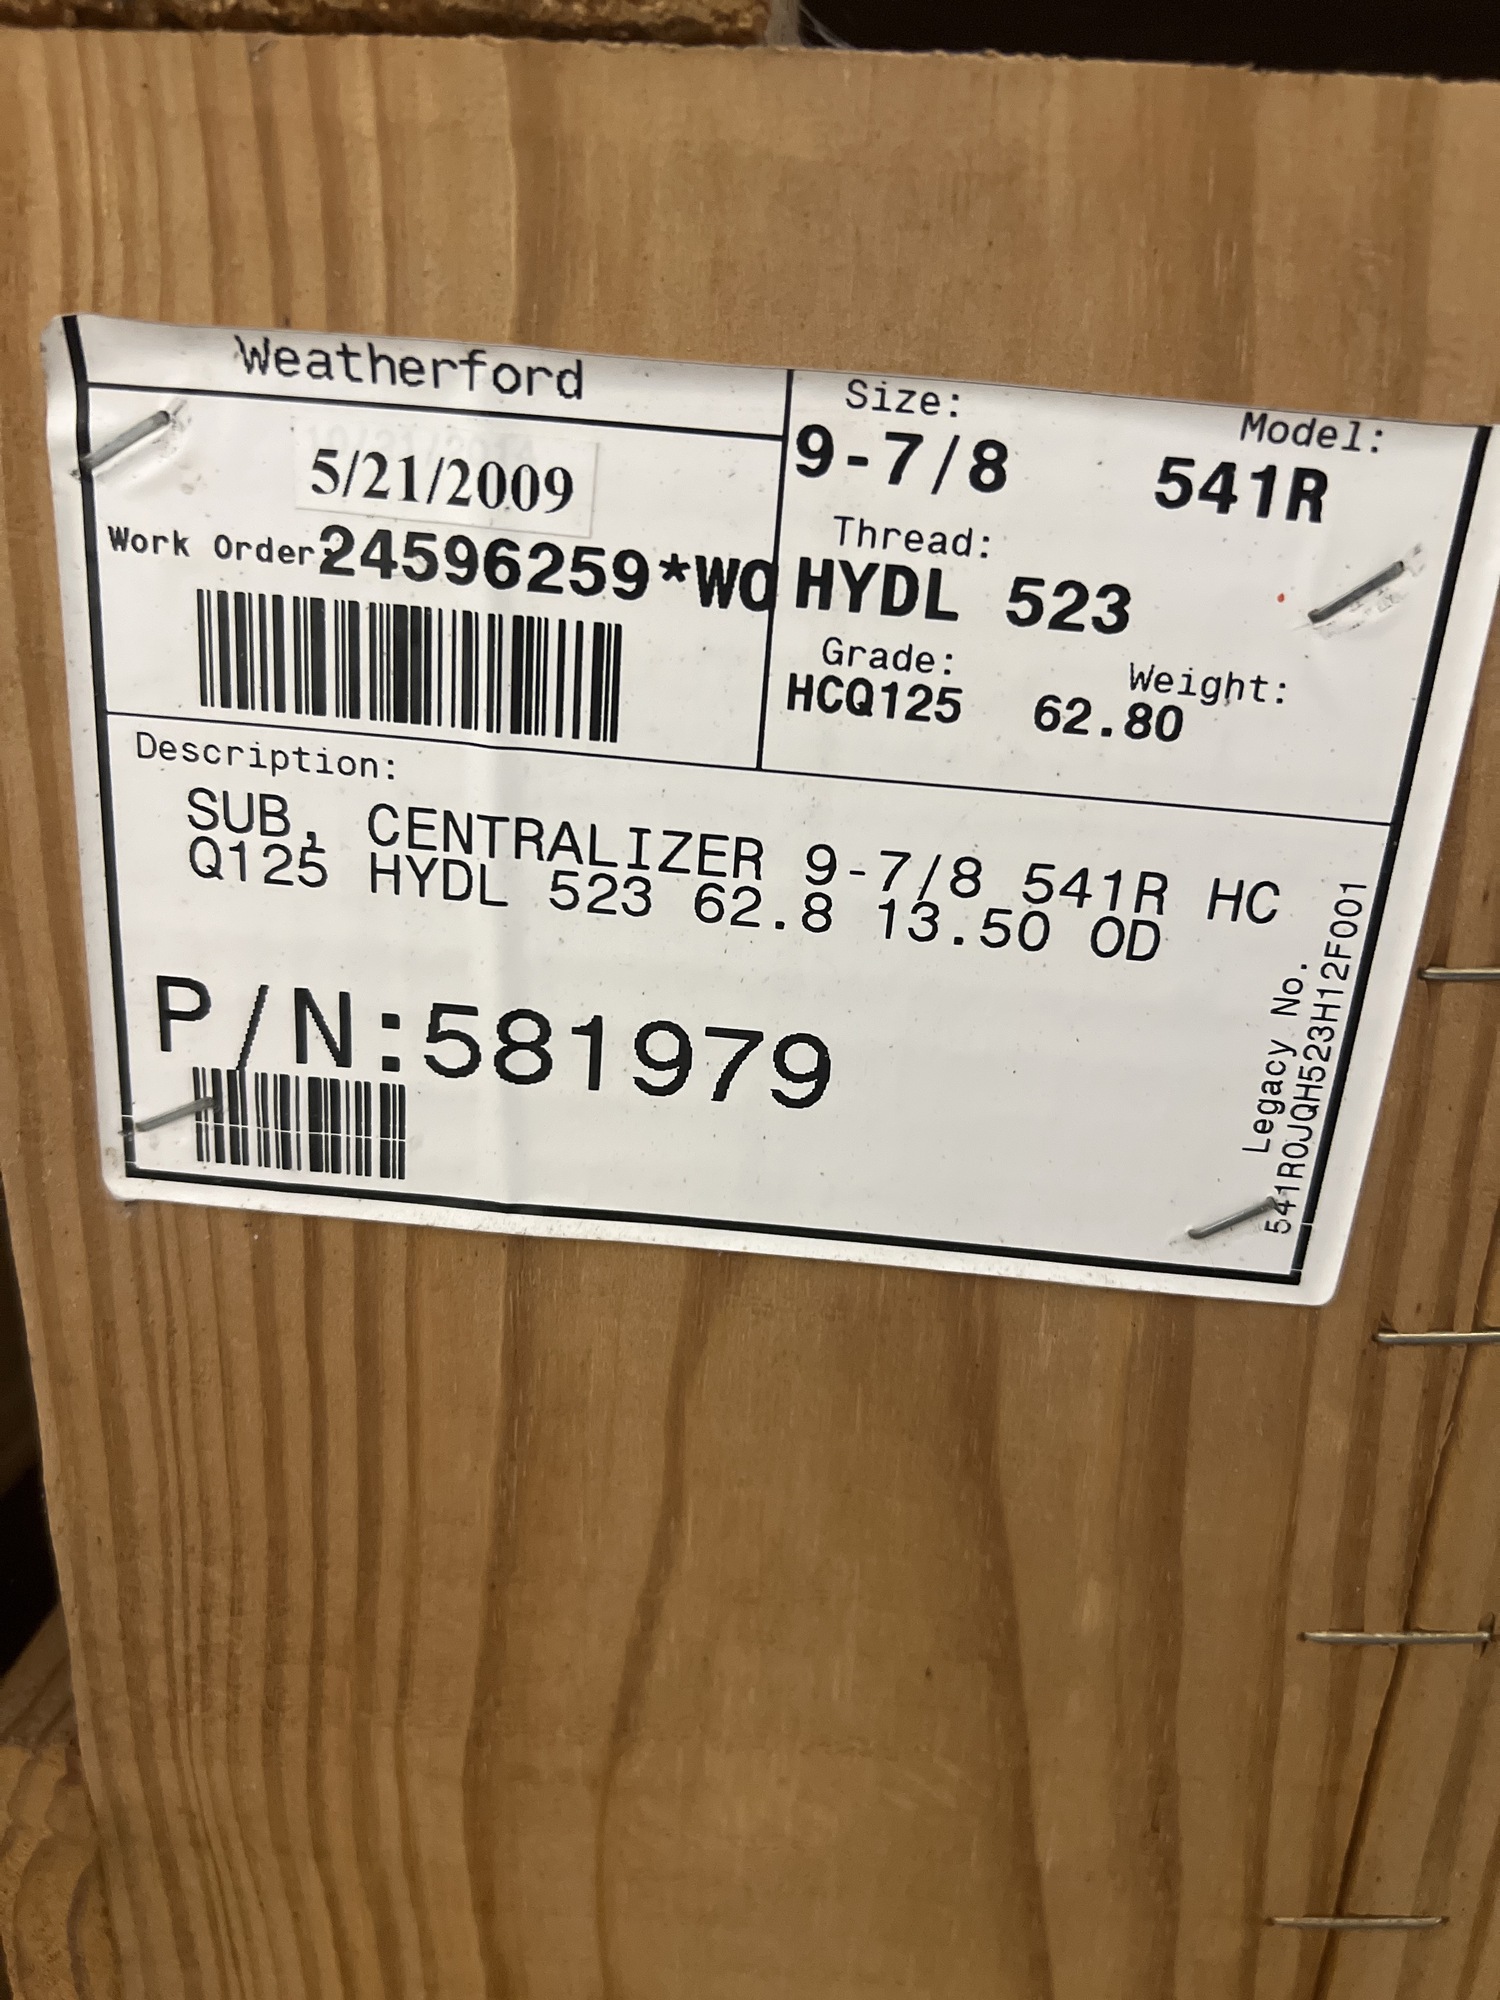 Weatherford
5/21/2009
Work Order:24596259*WO
Size:
9-7/8
Model:
541R
Thread:
HYDL 523
Grade:
HCQ125
Weight:
62.80
Description:
SUB, CENTRALIZER 9-7/8 541R HC
Q125 HYDL 523 62.8 13.50 OD
P/N:581979
Legacy No.
541R0JQH523H12F001